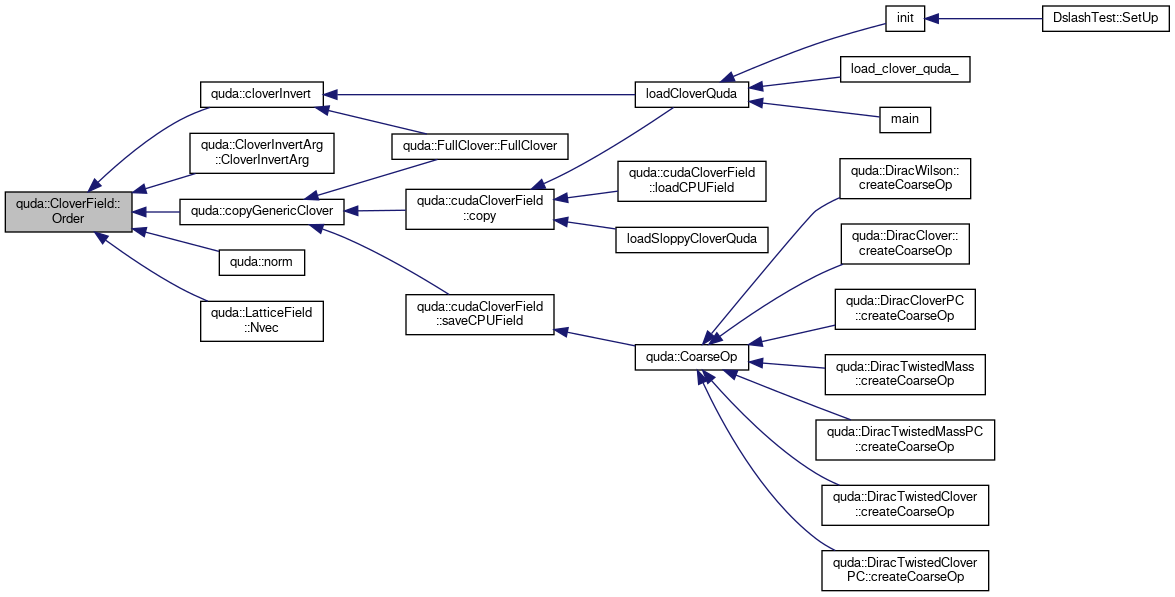 quda::CloverField::
Order
quda::cloverInvert
quda::CloverInvertArg
::CloverInvertArg
quda::copyGenericClover
quda::norm
quda::LatticeField
::Nvec
quda::FullClover::FullClover
quda::cudaCloverField
::copy
quda::cudaCloverField
::saveCPUField
loadCloverQuda
quda::cudaCloverField
::loadCPUField
loadSloppyCloverQuda
quda::CoarseOp
init
load_clover_quda_
main
quda::DiracWilson::
createCoarseOp
quda::DiracClover::
createCoarseOp
quda::DiracCloverPC
::createCoarseOp
quda::DiracTwistedMass
::createCoarseOp
quda::DiracTwistedMassPC
::createCoarseOp
quda::DiracTwistedClover
::createCoarseOp
quda::DiracTwistedClover
PC::createCoarseOp
DslashTest::SetUp